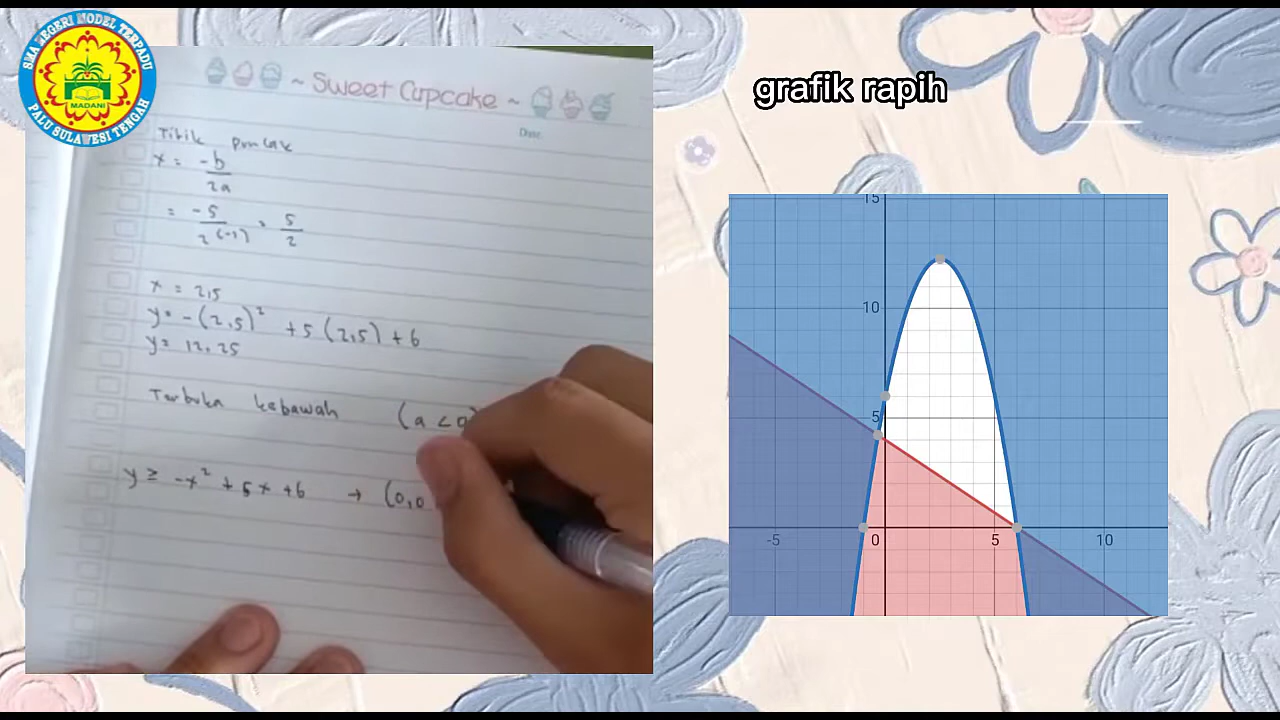 SMA NEGERI MODEL TERPADU
MADANI
PALU SULAWESI TENGAH
~ Sweet Cupcake ~
Date
Titik puncak
x = -b
2a
= -5
2 (-1)
= 5
2
x = 2,5
y = -(2,5)² + 5 (2,5) + 6
y = 12,25
Terbuka kebawah (a < 0
y ≥ -x² + 5x + 6 → (0,0
grafik rapih
15
10
5
-5 0 5 10